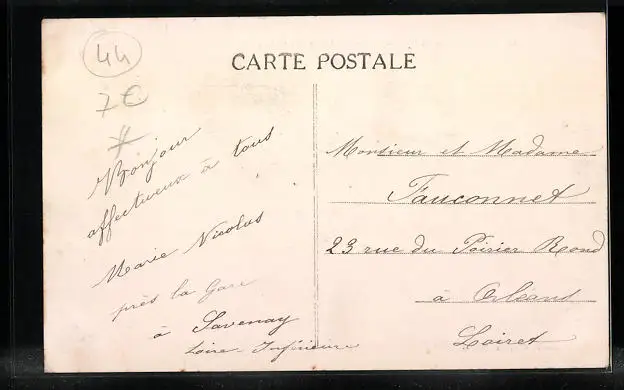 44
7€
CARTE POSTALE
Bonjour
affectueux à tous
Marie Nicolas
près la Gare
à Savenay
Loire-Inférieure
Monsieur et Madame
Fauconnet
23 rue du Poirier Rond
à Orléans
Loiret